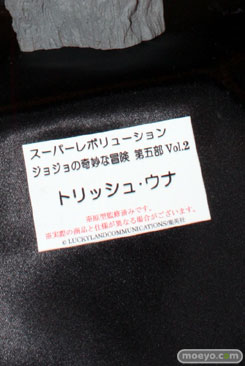 スーパーレボリューション
ジョジョの奇妙な冒険 第五部 Vol.2
トリッシュ・ウナ
※原型監修済みです。
※実際の商品と仕様が異なる場合がございます。
© LUCKYLANDCOMMUNICATIONS/集英社
moeyo.com